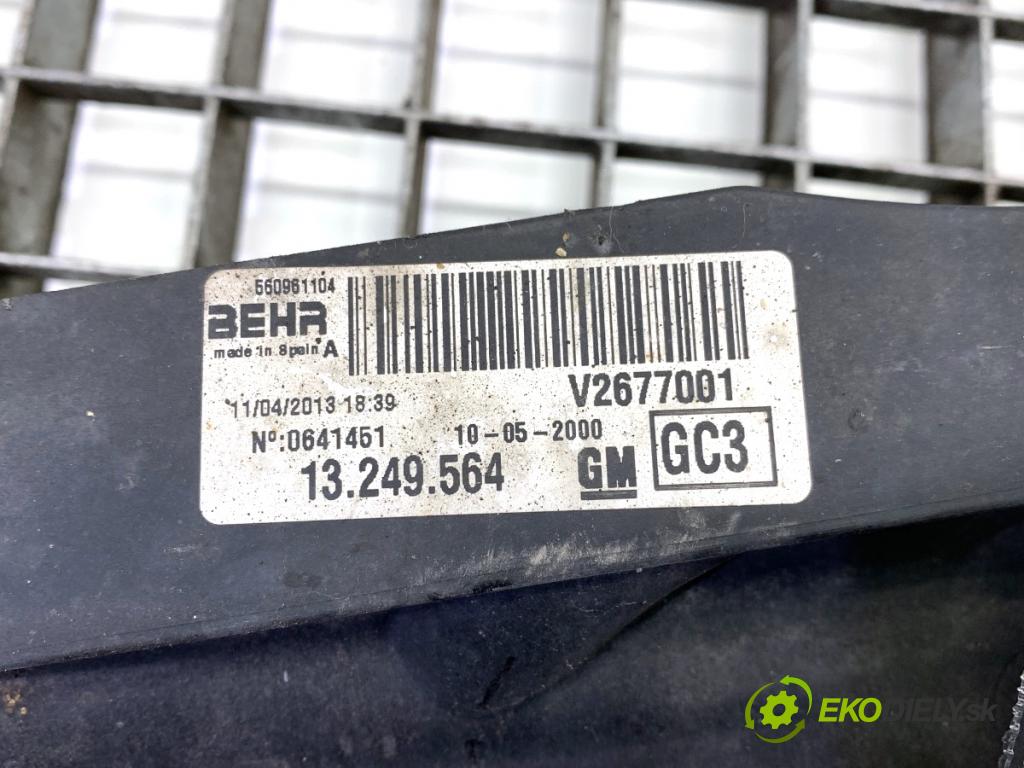 560961104
BEHR
made in Spain A
V2677001
11/04/2013 18:39
Nº:0641451 10-05-2000
13.249.564 GM GC3
EKODIELY.sk